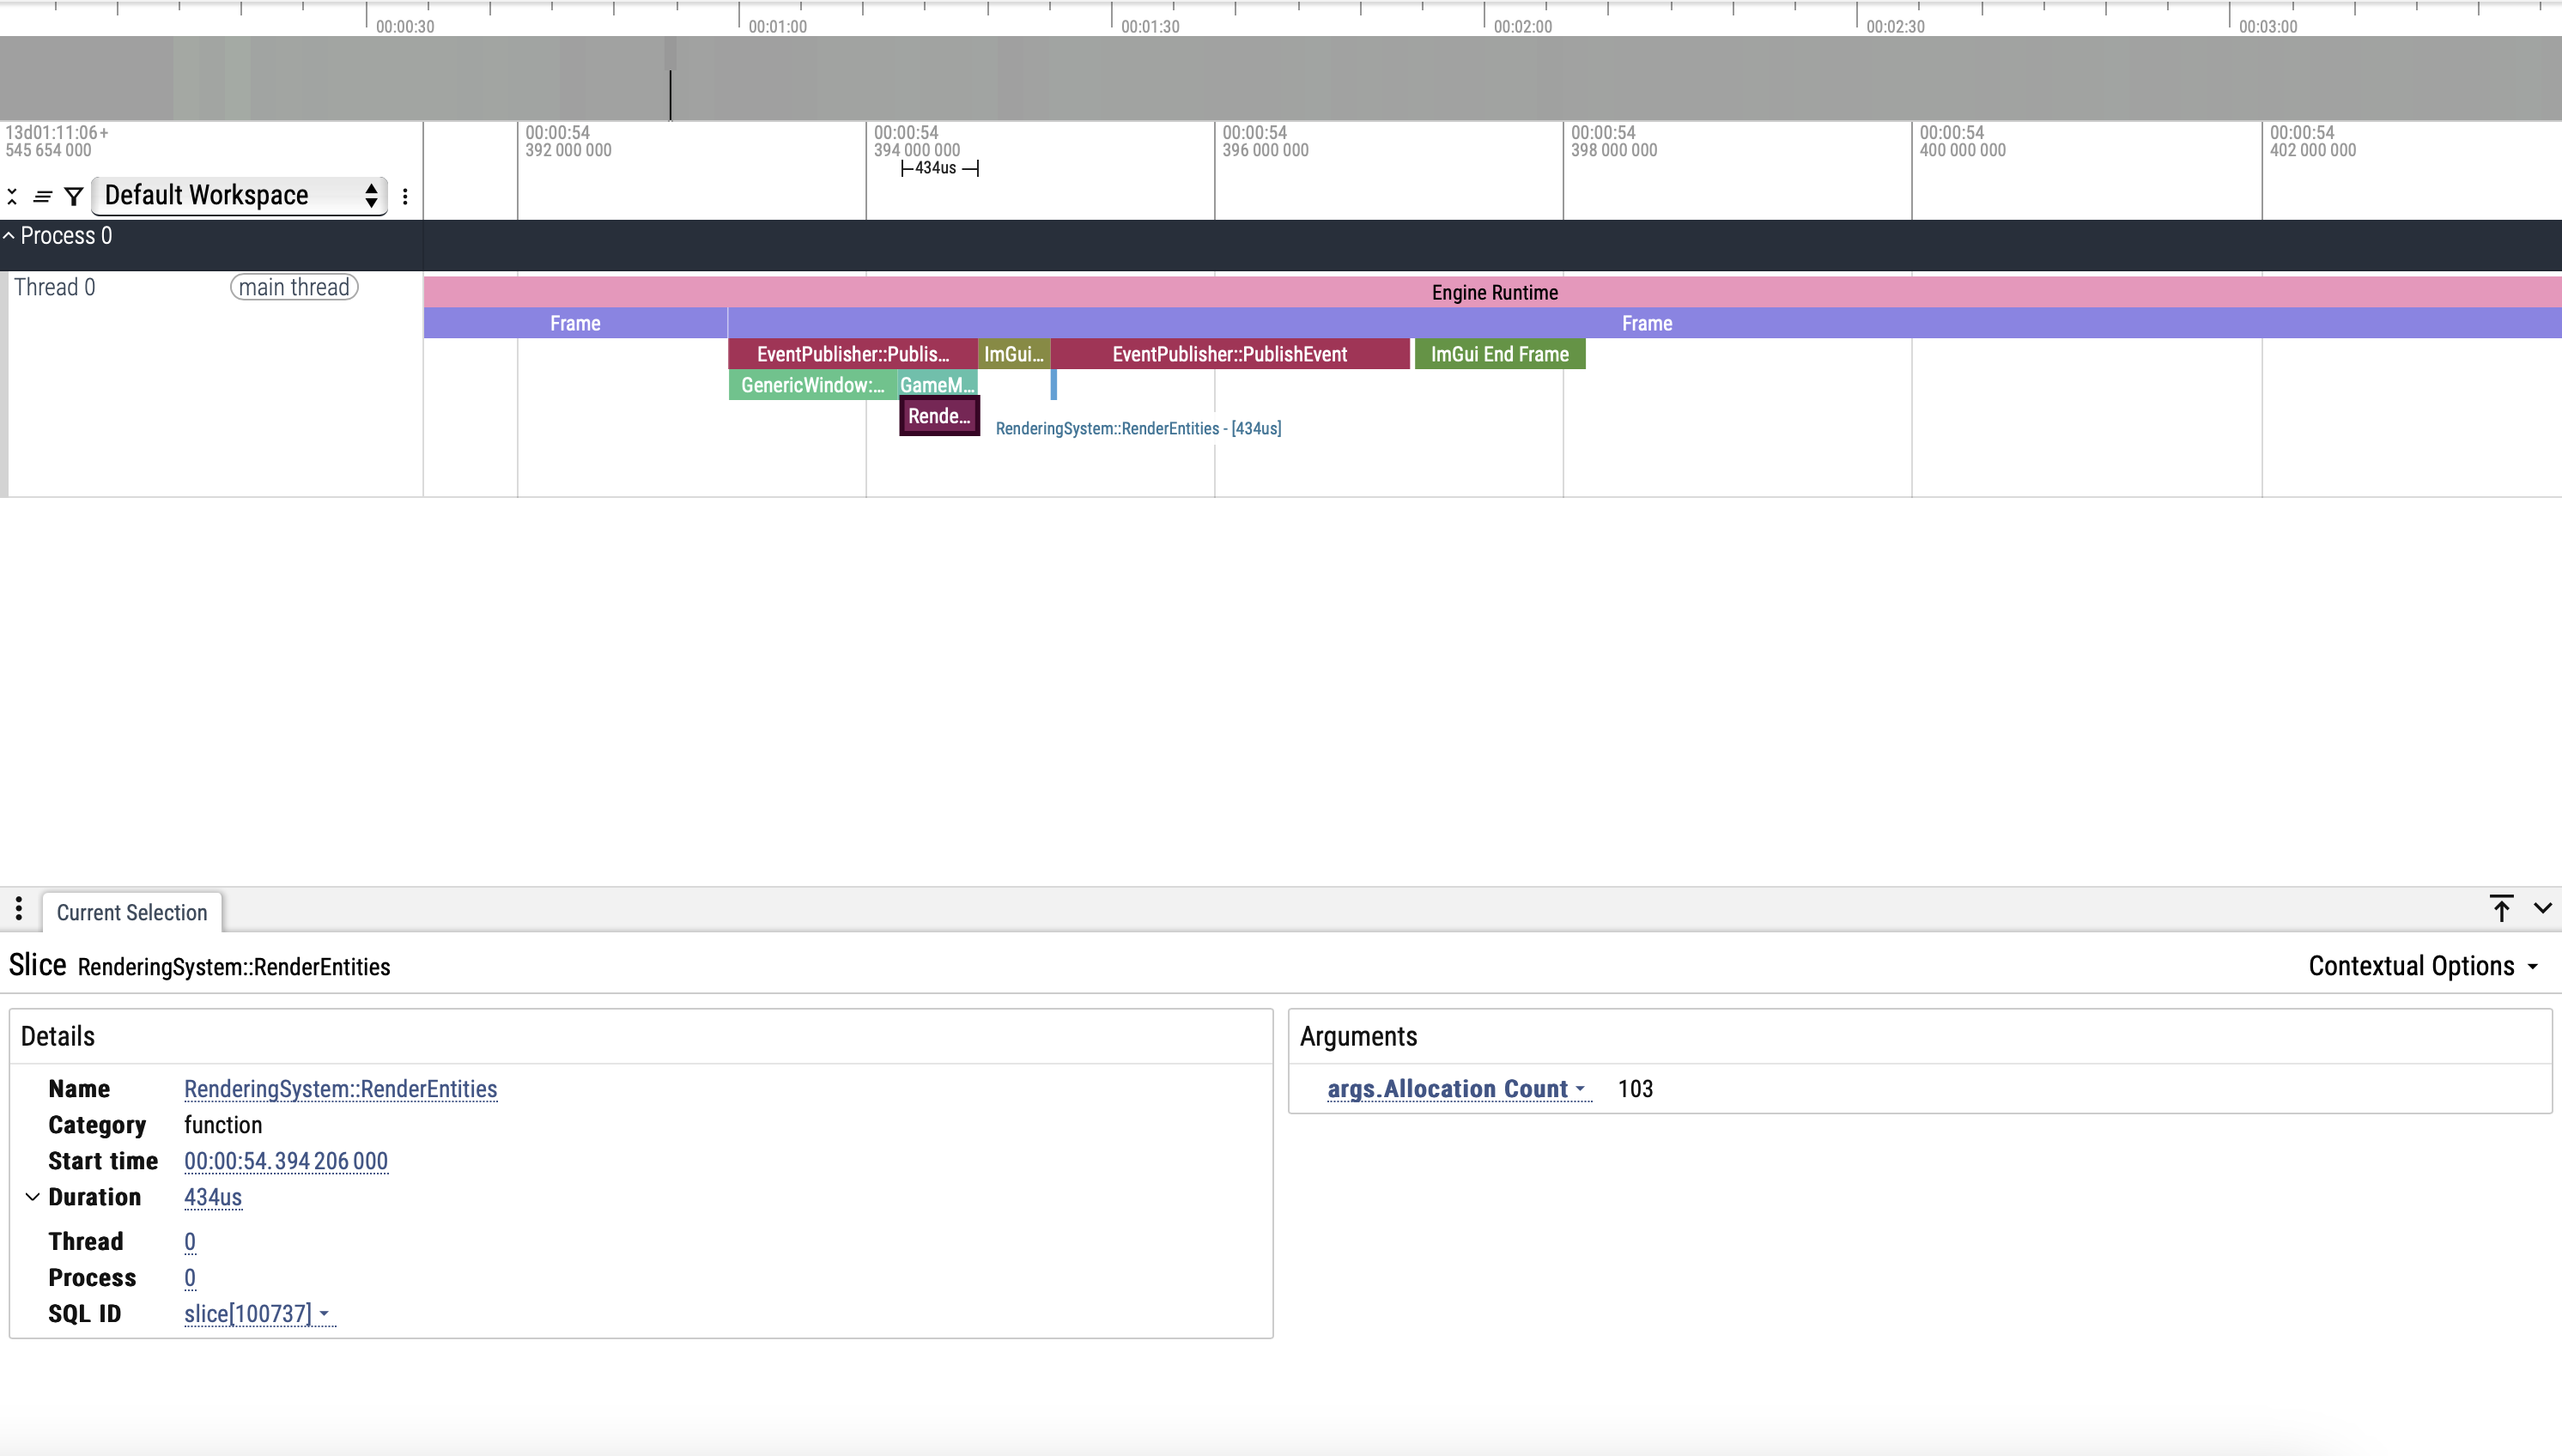 00:00:30 00:01:00 00:01:30 00:02:00 00:02:30 00:03:00
13d01:11:06+ 00:00:54 00:00:54 00:00:54 00:00:54 00:00:54 00:00:54
545 654 000 392 000 000 394 000 000 396 000 000 398 000 000 400 000 000 402 000 000
434us
Default Workspace
Process 0
Thread 0 main thread
Engine Runtime
Frame Frame
EventPublisher::Publis... ImGui... EventPublisher::PublishEvent ImGui End Frame
GenericWindow:... GameM...
Rende...
RenderingSystem::RenderEntities - [434us]
Current Selection
Slice RenderingSystem::RenderEntities Contextual Options
Details
Name RenderingSystem::RenderEntities
Category function
Start time 00:00:54.394 206 000
Duration 434us
Thread 0
Process 0
SQL ID slice[100737]
Arguments
args.Allocation Count 103